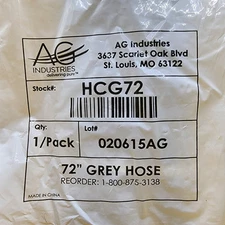 AG
INDUSTRIES
delivering pure™
AG Industries
3637 Scarlet Oak Blvd
St. Louis, MO 63122
Stock#:
HCG72
Qty:
1/Pack
Lot#
020615AG
72" GREY HOSE
REORDER: 1-800-875-3138
MADE IN CHINA